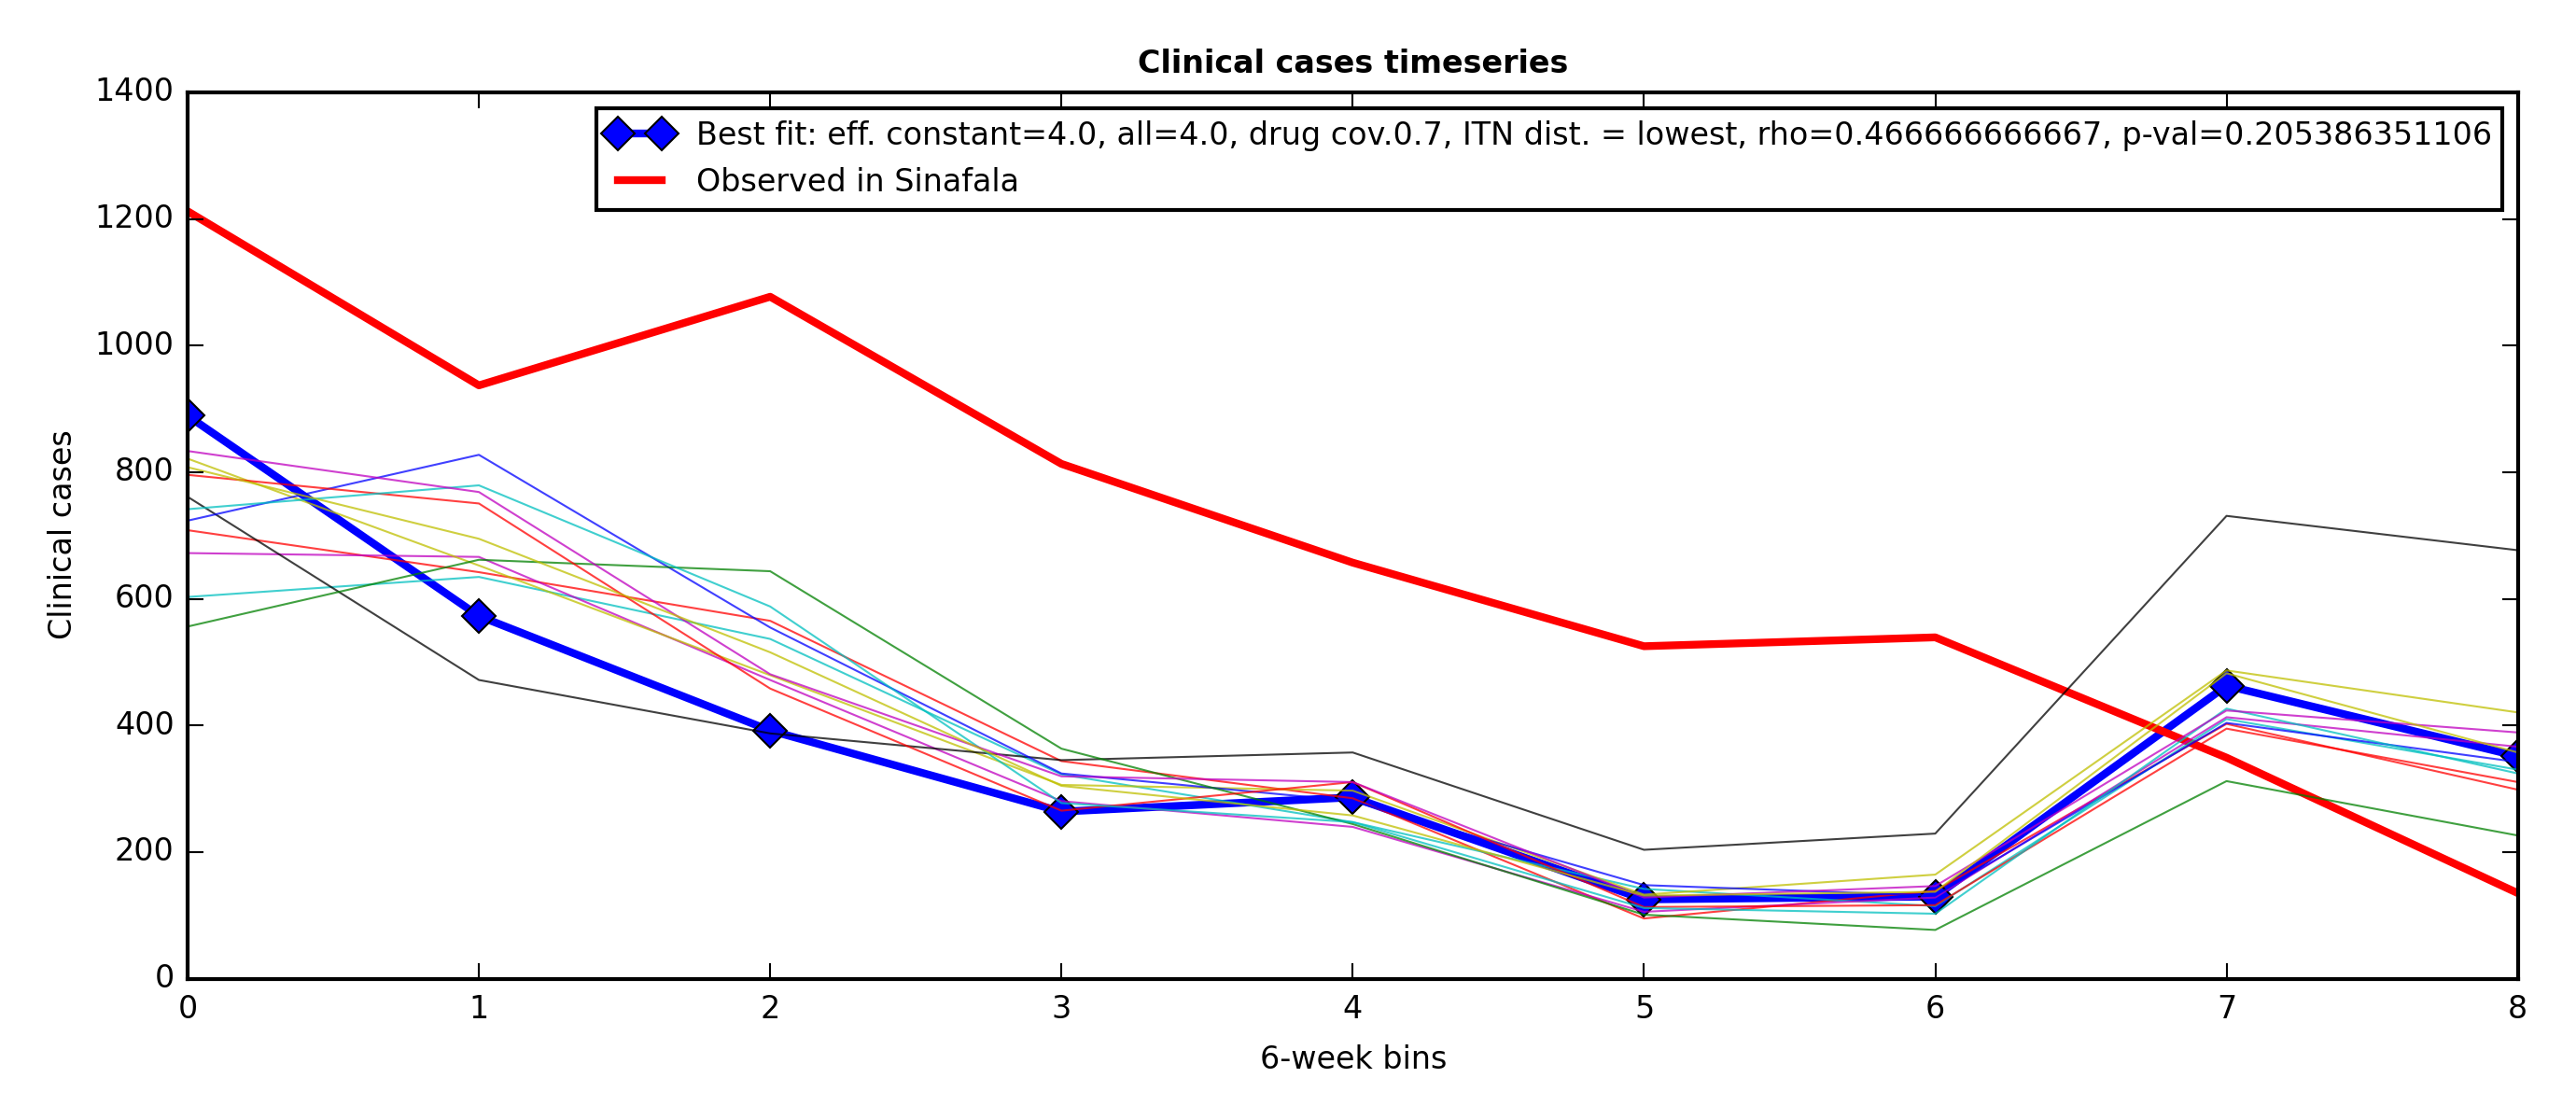 Clinical cases timeseries
1400
1200
1000
800
600
400
200
0
Clinical cases
Best fit: eff. constant=4.0, all=4.0, drug cov.0.7, ITN dist. = lowest, rho=0.466666666667, p-val=0.205386351106
Observed in Sinafala
0 1 2 3 4 5 6 7 8
6-week bins